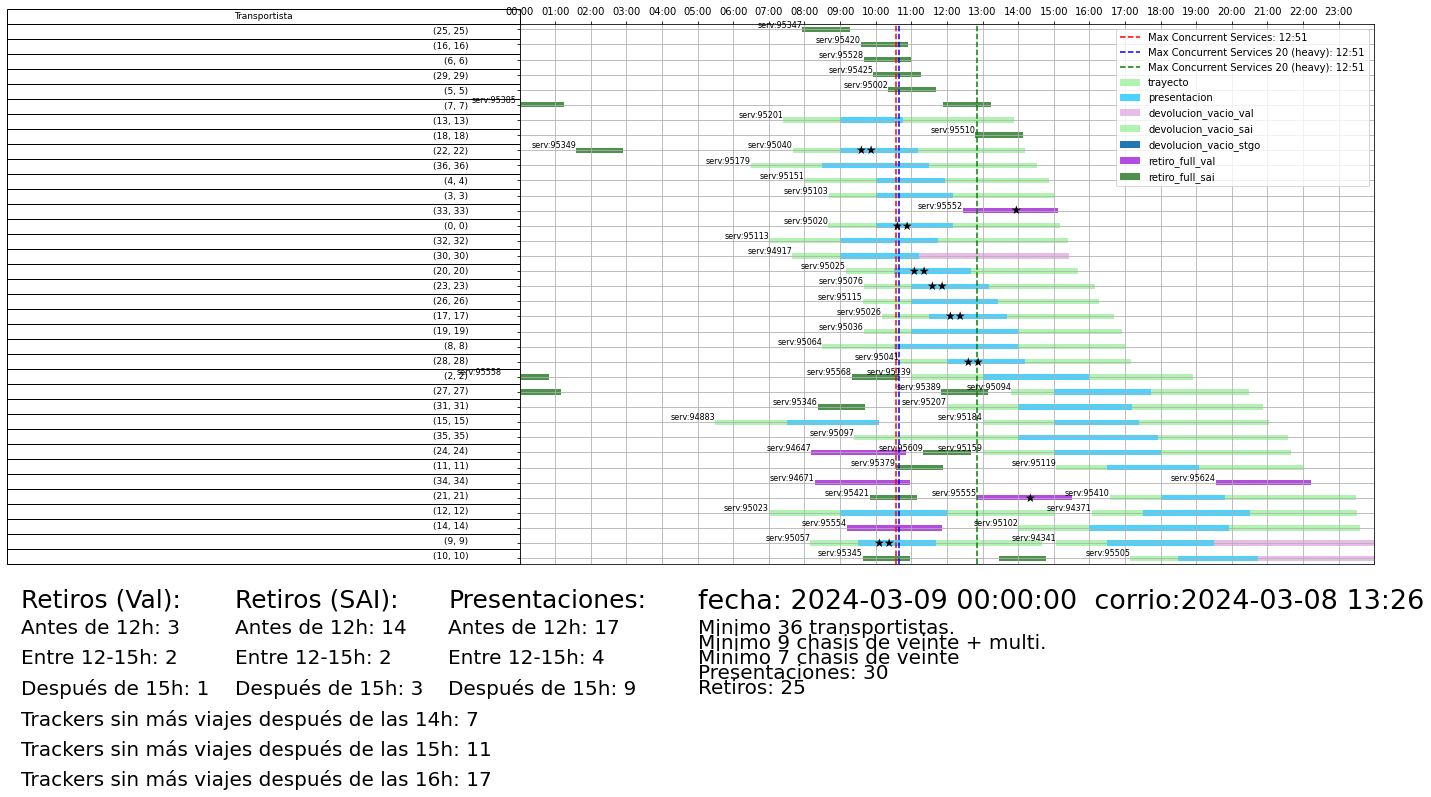 Transportista
00:00 01:00 02:00 03:00 04:00 05:00 06:00 07:00 08:00 09:00 10:00 11:00 12:00 13:00 14:00 15:00 16:00 17:00 18:00 19:00 20:00 21:00 22:00 23:00
(25, 25) serv:95347
(16, 16) serv:95420
(6, 6) serv:95528
(29, 29) serv:95425
(5, 5) serv:95002
(7, 7) serv:95385
(13, 13) serv:95201
(18, 18) serv:95510
(22, 22) serv:95349 serv:95040
(36, 36) serv:95179
(4, 4) serv:95151
(3, 3) serv:95103
(33, 33) serv:95552
(0, 0) serv:95020
(32, 32) serv:95113
(30, 30) serv:94917
(20, 20) serv:95025
(23, 23) serv:95076
(26, 26) serv:95115
(17, 17) serv:95026
(19, 19) serv:95036
(8, 8) serv:95064
(28, 28) serv:95041
(2, 2) serv:95558 serv:95568 serv:95239
(27, 27) serv:95389 serv:95094
(31, 31) serv:95346 serv:95207
(15, 15) serv:94883 serv:95184
(35, 35) serv:95097
(24, 24) serv:94647 serv:95609 serv:95159
(11, 11) serv:95379 serv:95119
(34, 34) serv:94671 serv:95624
(21, 21) serv:95421 serv:95555 serv:95410
(12, 12) serv:95023 serv:94371
(14, 14) serv:95554 serv:95102
(9, 9) serv:95057 serv:94341
(10, 10) serv:95345 serv:95505
Max Concurrent Services: 12:51
Max Concurrent Services 20 (heavy): 12:51
Max Concurrent Services 20 (heavy): 12:51
trayecto
presentacion
devolucion_vacio_val
devolucion_vacio_sai
devolucion_vacio_stgo
retiro_full_val
retiro_full_sai
Retiros (Val):
Antes de 12h: 3
Entre 12-15h: 2
Después de 15h: 1
Retiros (SAI):
Antes de 12h: 14
Entre 12-15h: 2
Después de 15h: 3
Presentaciones:
Antes de 12h: 17
Entre 12-15h: 4
Después de 15h: 9
Trackers sin más viajes después de las 14h: 7
Trackers sin más viajes después de las 15h: 11
Trackers sin más viajes después de las 16h: 17
fecha: 2024-03-09 00:00:00 corrio:2024-03-08 13:26
Minimo 36 transportistas.
Minimo 9 chasis de veinte + multi.
Minimo 7 chasis de veinte
Presentaciones: 30
Retiros: 25